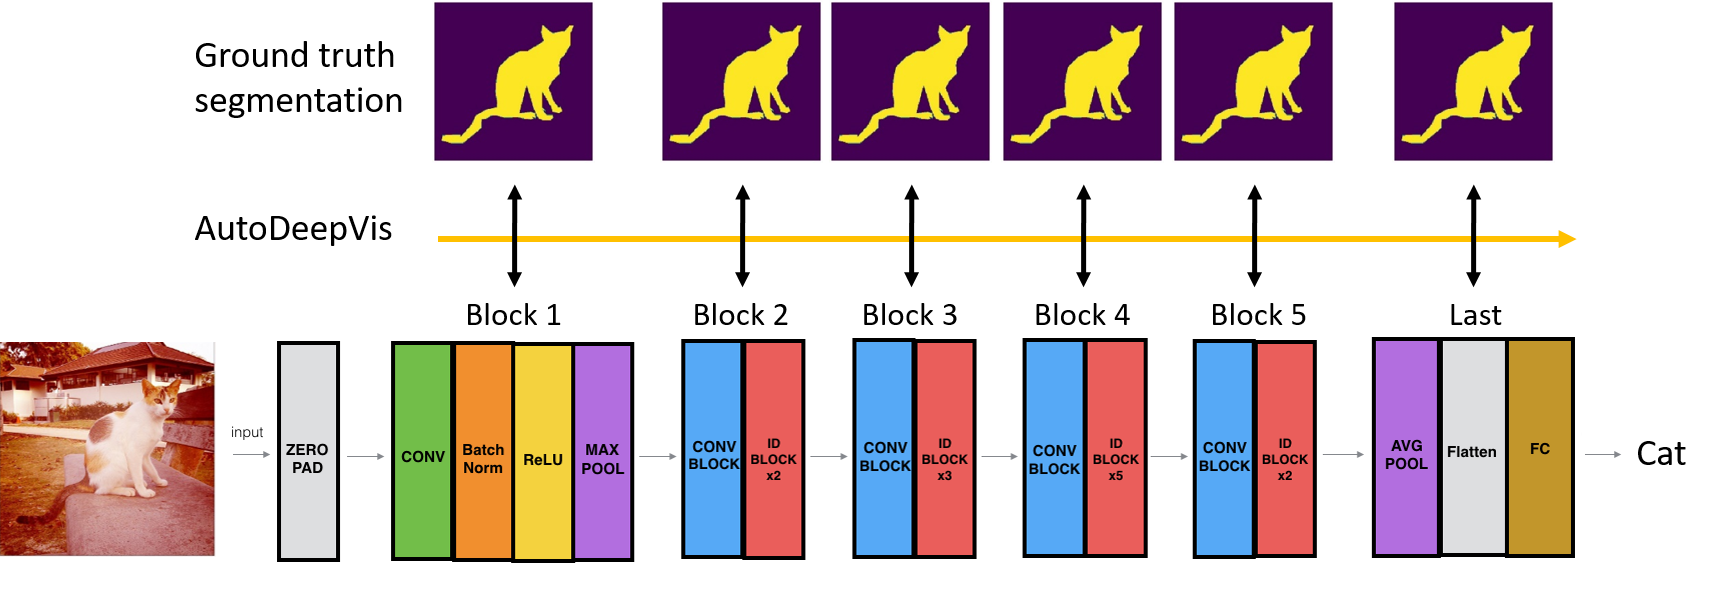 Ground truth
segmentation
AutoDeepVis
Block 1
Block 2
Block 3
Block 4
Block 5
Last
input
ZERO
PAD
CONV
Batch
Norm
ReLU
MAX
POOL
CONV
BLOCK
ID
BLOCK
x2
CONV
BLOCK
ID
BLOCK
x3
CONV
BLOCK
ID
BLOCK
x5
CONV
BLOCK
ID
BLOCK
x2
AVG
POOL
Flatten
FC
Cat